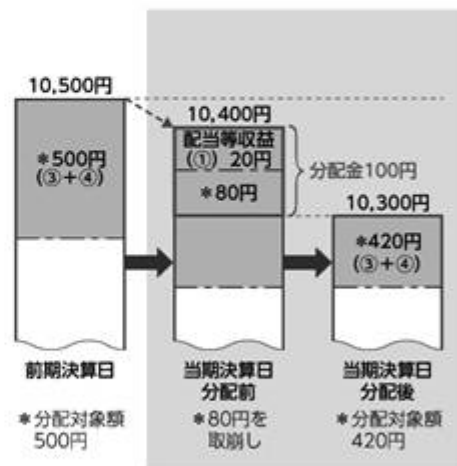 10,500円
*500円
(③+④)
10,400円
配当等収益
(①) 20円
*80円
分配金100円
10,300円
*420円
(③+④)
前期決算日
当期決算日
分配前
当期決算日
分配後
*分配対象額
500円
*80円を
取崩し
*分配対象額
420円